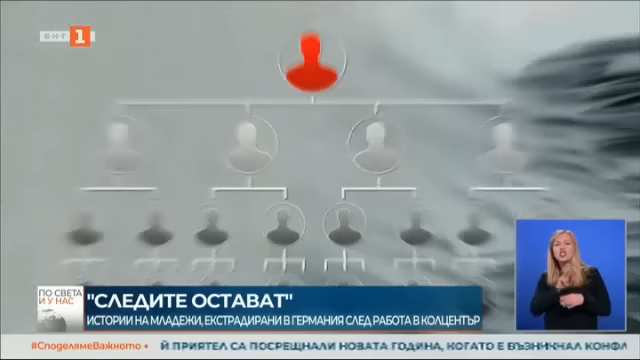 БНТ 1
ПО СВЕТА
И У НАС
"СЛЕДИТЕ ОСТАВАТ"
ИСТОРИИ НА МЛАДЕЖИ, ЕКСТРАДИРАНИ В ГЕРМАНИЯ СЛЕД РАБОТА В КОЛЦЕНТЪР
#СподелямеВажното
Й ПРИЯТЕЛ СА ПОСРЕЩНАЛИ НОВАТА ГОДИНА, КОГАТО Е ВЪЗНИКНАЛ КОНФЛ